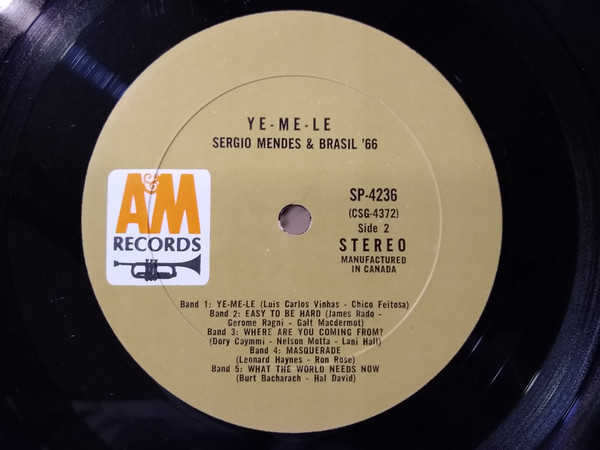 YE-ME-LE
SERGIO MENDES & BRASIL '66
A&M
RECORDS
SP-4236
(CSG-4372)
Side 2
STEREO
MANUFACTURED
IN CANADA
Band 1: YE-ME-LE (Luis Carlos Vinhas - Chico Feitosa)
Band 2: EASY TO BE HARD (James Rado -
Gerome Ragni - Galt Macdermot)
Band 3: WHERE ARE YOU COMING FROM?
(Dory Caymmi - Nelson Motta - Lani Hall)
Band 4: MASQUERADE
(Leonard Haynes - Ron Rose)
Band 5: WHAT THE WORLD NEEDS NOW
(Burt Bacharach - Hal David)